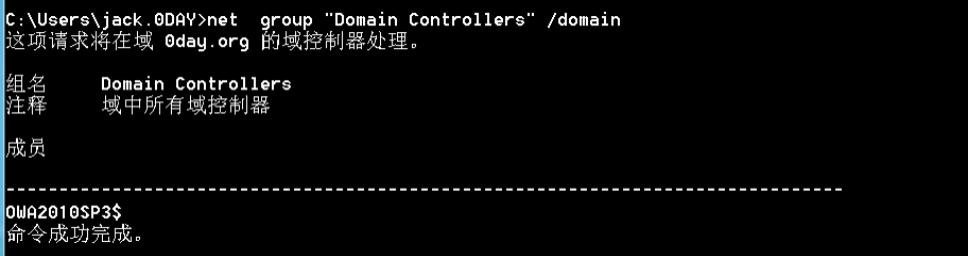 C:\Users\jack.0DAY>net  group "Domain Controllers" /domain
这项请求将在域 0day.org 的域控制器处理。
组名     Domain Controllers
注释     域中所有域控制器
成员
-------------------------------------------------------------------------------
OWA2010SP3$
命令成功完成。